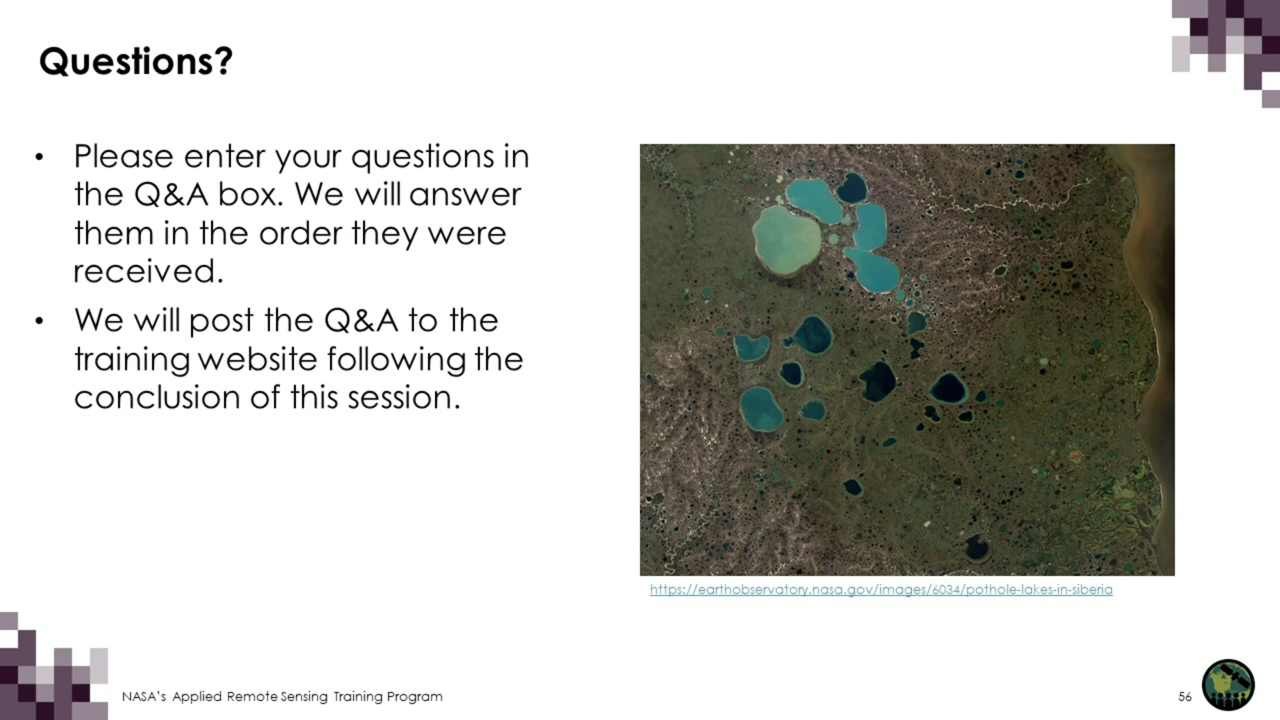 Questions?
• Please enter your questions in
the Q&A box. We will answer
them in the order they were
received.
• We will post the Q&A to the
training website following the
conclusion of this session.
https://earthobservatory.nasa.gov/images/6034/pothole-lakes-in-siberia
NASA's Applied Remote Sensing Training Program
56